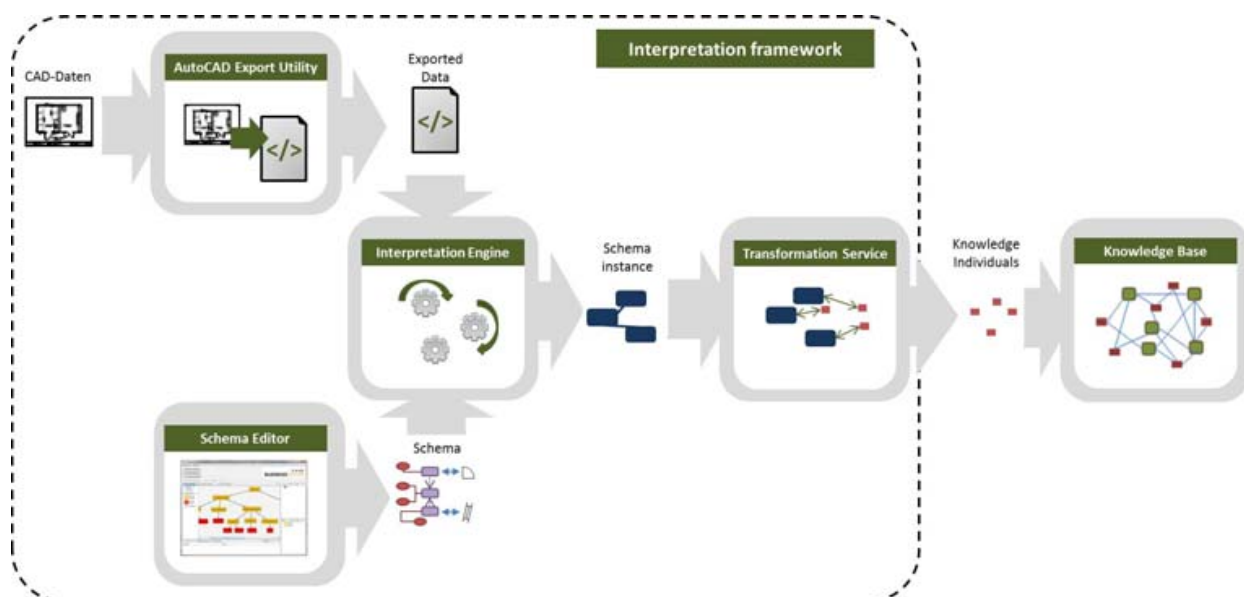 Interpretation framework
CAD-Daten
AutoCAD Export Utility
</>
Exported
Data
</>
Interpretation Engine
Schema
instance
Transformation Service
Knowledge
Individuals
Knowledge Base
Schema Editor
Schema